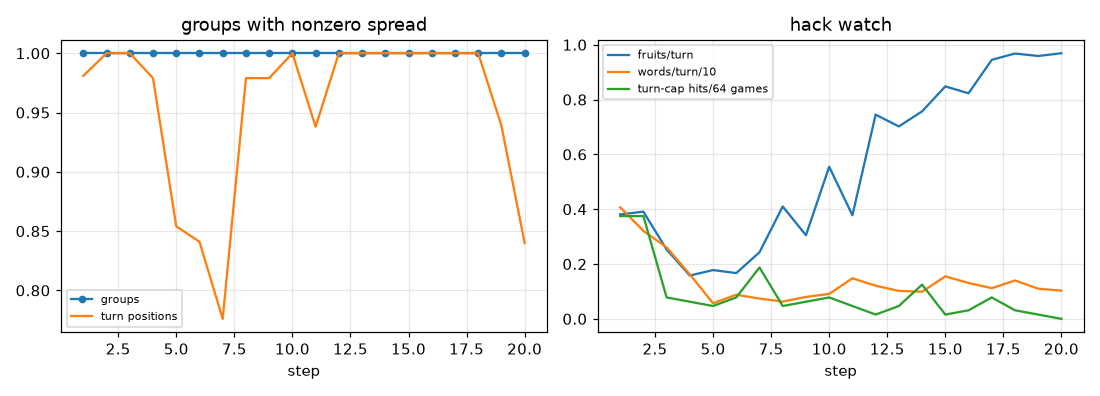 groups with nonzero spread
1.00
0.95
0.90
0.85
0.80
groups
turn positions
2.5 5.0 7.5 10.0 12.5 15.0 17.5 20.0
step
hack watch
1.0
0.8
0.6
0.4
0.2
0.0
fruits/turn
words/turn/10
turn-cap hits/64 games
2.5 5.0 7.5 10.0 12.5 15.0 17.5 20.0
step